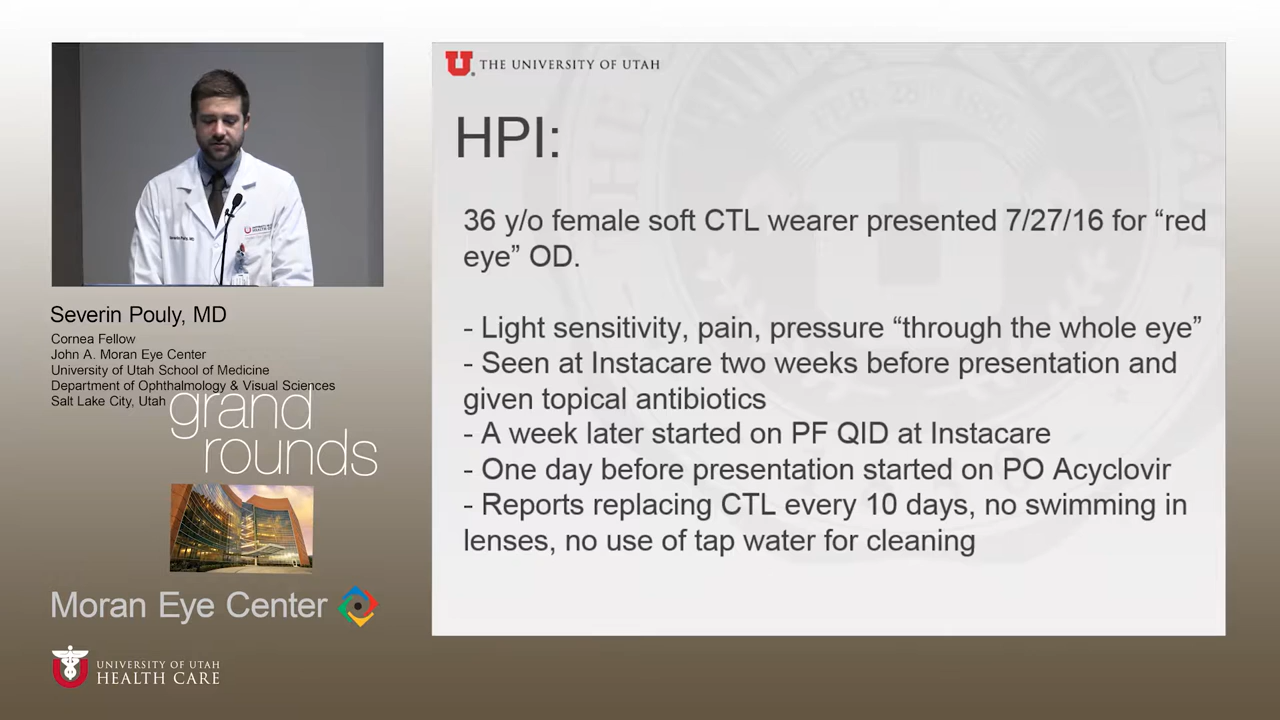 THE UNIVERSITY OF UTAH
HPI:
36 y/o female soft CTL wearer presented 7/27/16 for “red
eye” OD.
- Light sensitivity, pain, pressure “through the whole eye”
- Seen at Instacare two weeks before presentation and
given topical antibiotics
- A week later started on PF QID at Instacare
- One day before presentation started on PO Acyclovir
- Reports replacing CTL every 10 days, no swimming in
lenses, no use of tap water for cleaning
Severin Pouly, MD
Cornea Fellow
John A. Moran Eye Center
University of Utah School of Medicine
Department of Ophthalmology & Visual Sciences
Salt Lake City, Utah
grand
rounds
Moran Eye Center
UNIVERSITY OF UTAH
HEALTH CARE